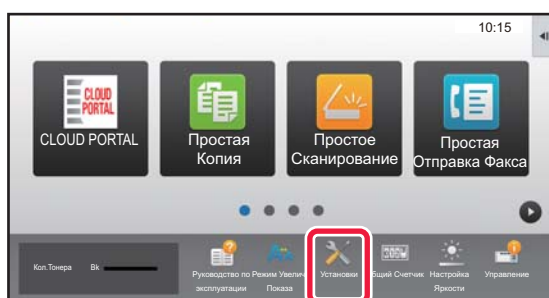 10:15
CLOUD
PORTAL
CLOUD PORTAL
Простая
Копия
Простое
Сканирование
Простая
Отправка Факса
Кол.Тонера Bk
Руководство по
эксплуатации
Режим Увелич
Показа
Установки
бщий Счетчик
Настройка
Яркости
Управление